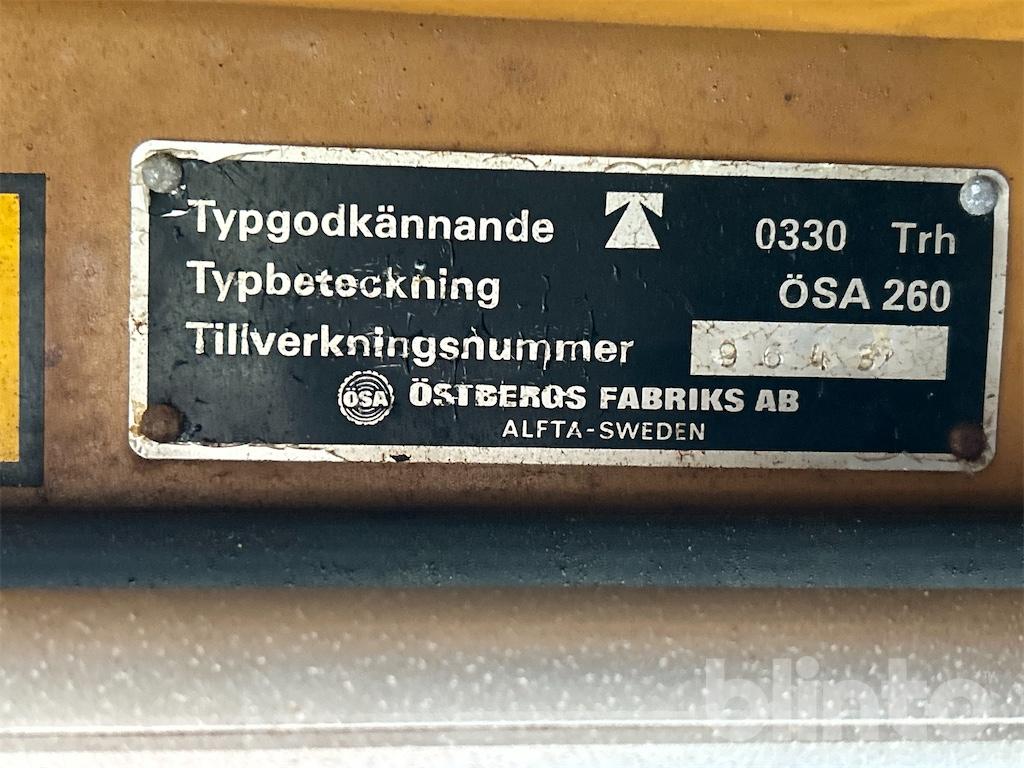 Typgodkännande 0330 Trh
Typbeteckning ÖSA 260
Tillverkningsnummer
ÖSA ÖSTBERGS FABRIKS AB
ALFTA-SWEDEN
blinto